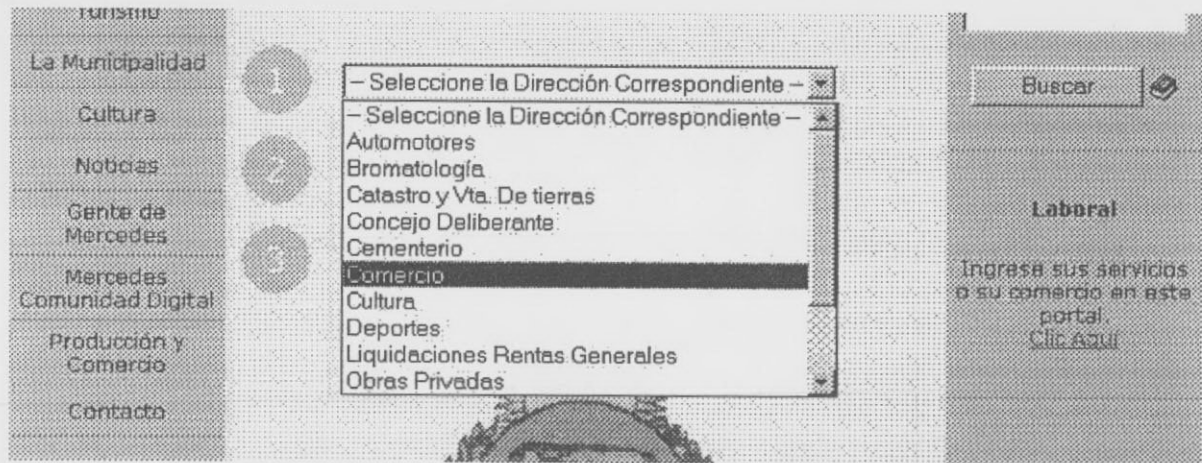 Turismo
La Municipalidad
Cultura
Noticias
Gente de
Mercedes
Mercedes
Comunidad Digital
Producción y
Comercio
Contacto
1
2
3
– Seleccione la Dirección Correspondiente –
– Seleccione la Dirección Correspondiente –
Automotores
Bromatología
Catastro y Vta. De tierras
Concejo Deliberante
Cementerio
Comercio
Cultura
Deportes
Liquidaciones Rentas Generales
Obras Privadas
Buscar
Laboral
Ingrese sus servicios
o su comercio en este
portal.
Clic Aquí